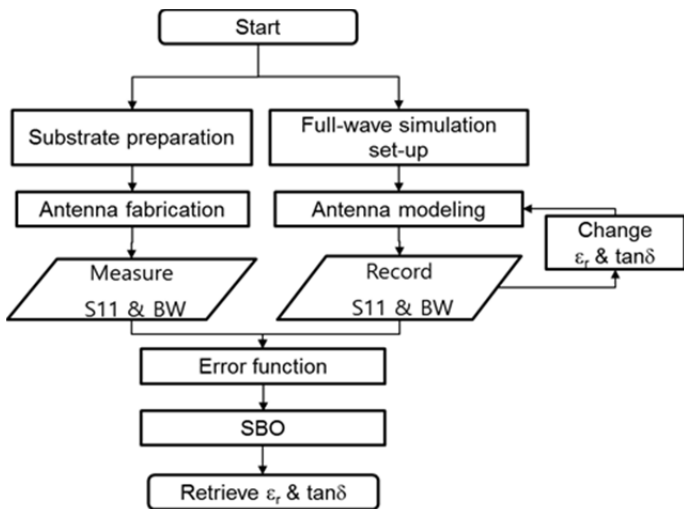 Start
Substrate preparation
Full-wave simulation
set-up
Antenna fabrication
Antenna modeling
Change
εr & tanδ
Measure
S11 & BW
Record
S11 & BW
Error function
SBO
Retrieve εr & tanδ